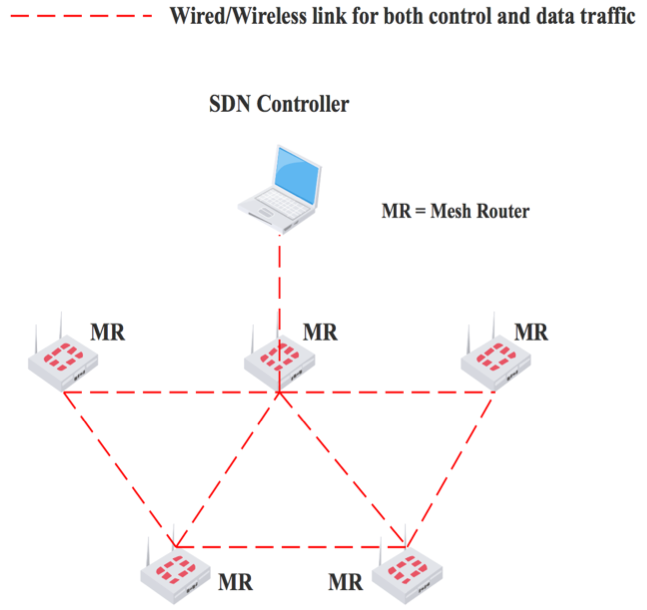 Wired/Wireless link for both control and data traffic
SDN Controller
MR = Mesh Router
MR
MR
MR
MR
MR